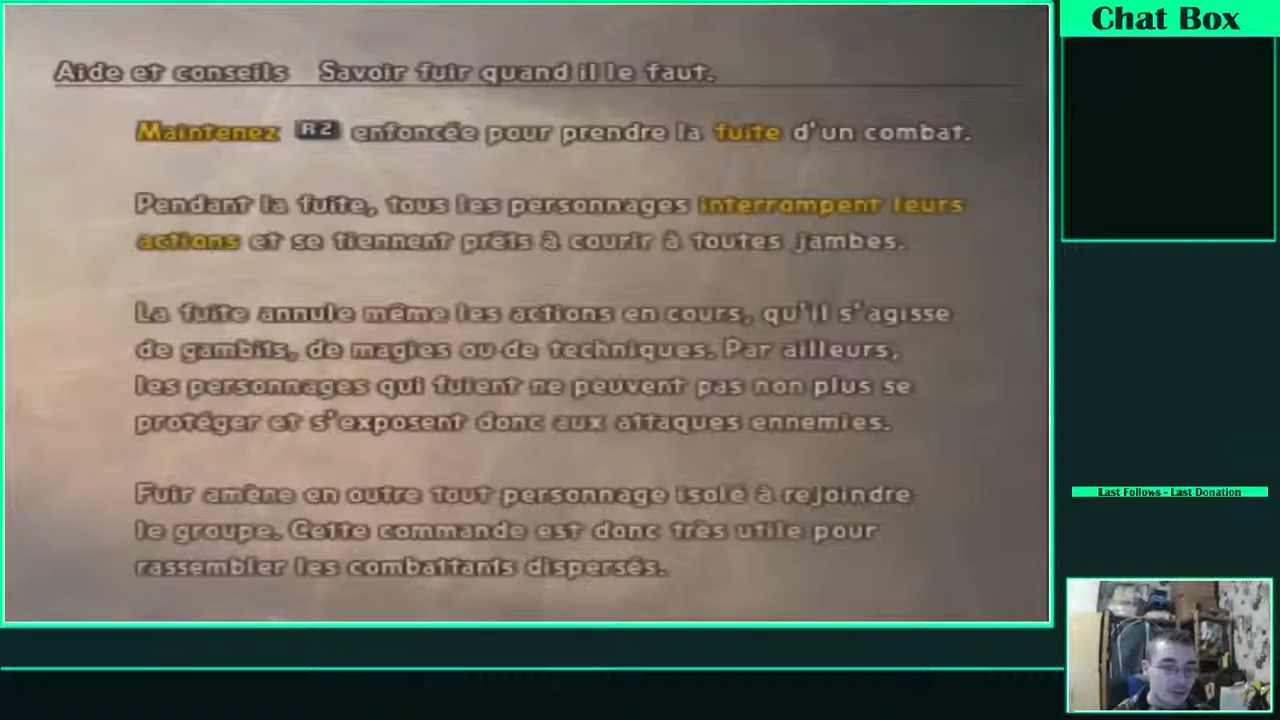 Chat Box
Aide et conseils Savoir fuir quand il le faut.
Maintenez R2 enfoncée pour prendre la fuite d'un combat.
Pendant la fuite, tous les personnages interrompent leurs
actions et se tiennent prêts à courir à toutes jambes.
La fuite annule même les actions en cours, qu'il s'agisse
de gambits, de magies ou de techniques. Par ailleurs,
les personnages qui fuient ne peuvent pas non plus se
protéger et s'exposent donc aux attaques ennemies.
Fuir amène en outre tout personnage isolé à rejoindre
le groupe. Cette commande est donc très utile pour
rassembler les combattants dispersés.
Last Follows - Last Donation